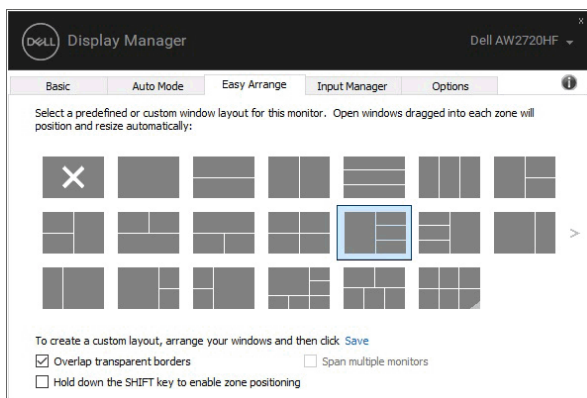 x
DELL Display Manager Dell AW2720HF
Basic Auto Mode Easy Arrange Input Manager Options i
Select a predefined or custom window layout for this monitor. Open windows dragged into each zone will
position and resize automatically:
>
To create a custom layout, arrange your windows and then click Save
Overlap transparent borders Span multiple monitors
Hold down the SHIFT key to enable zone positioning